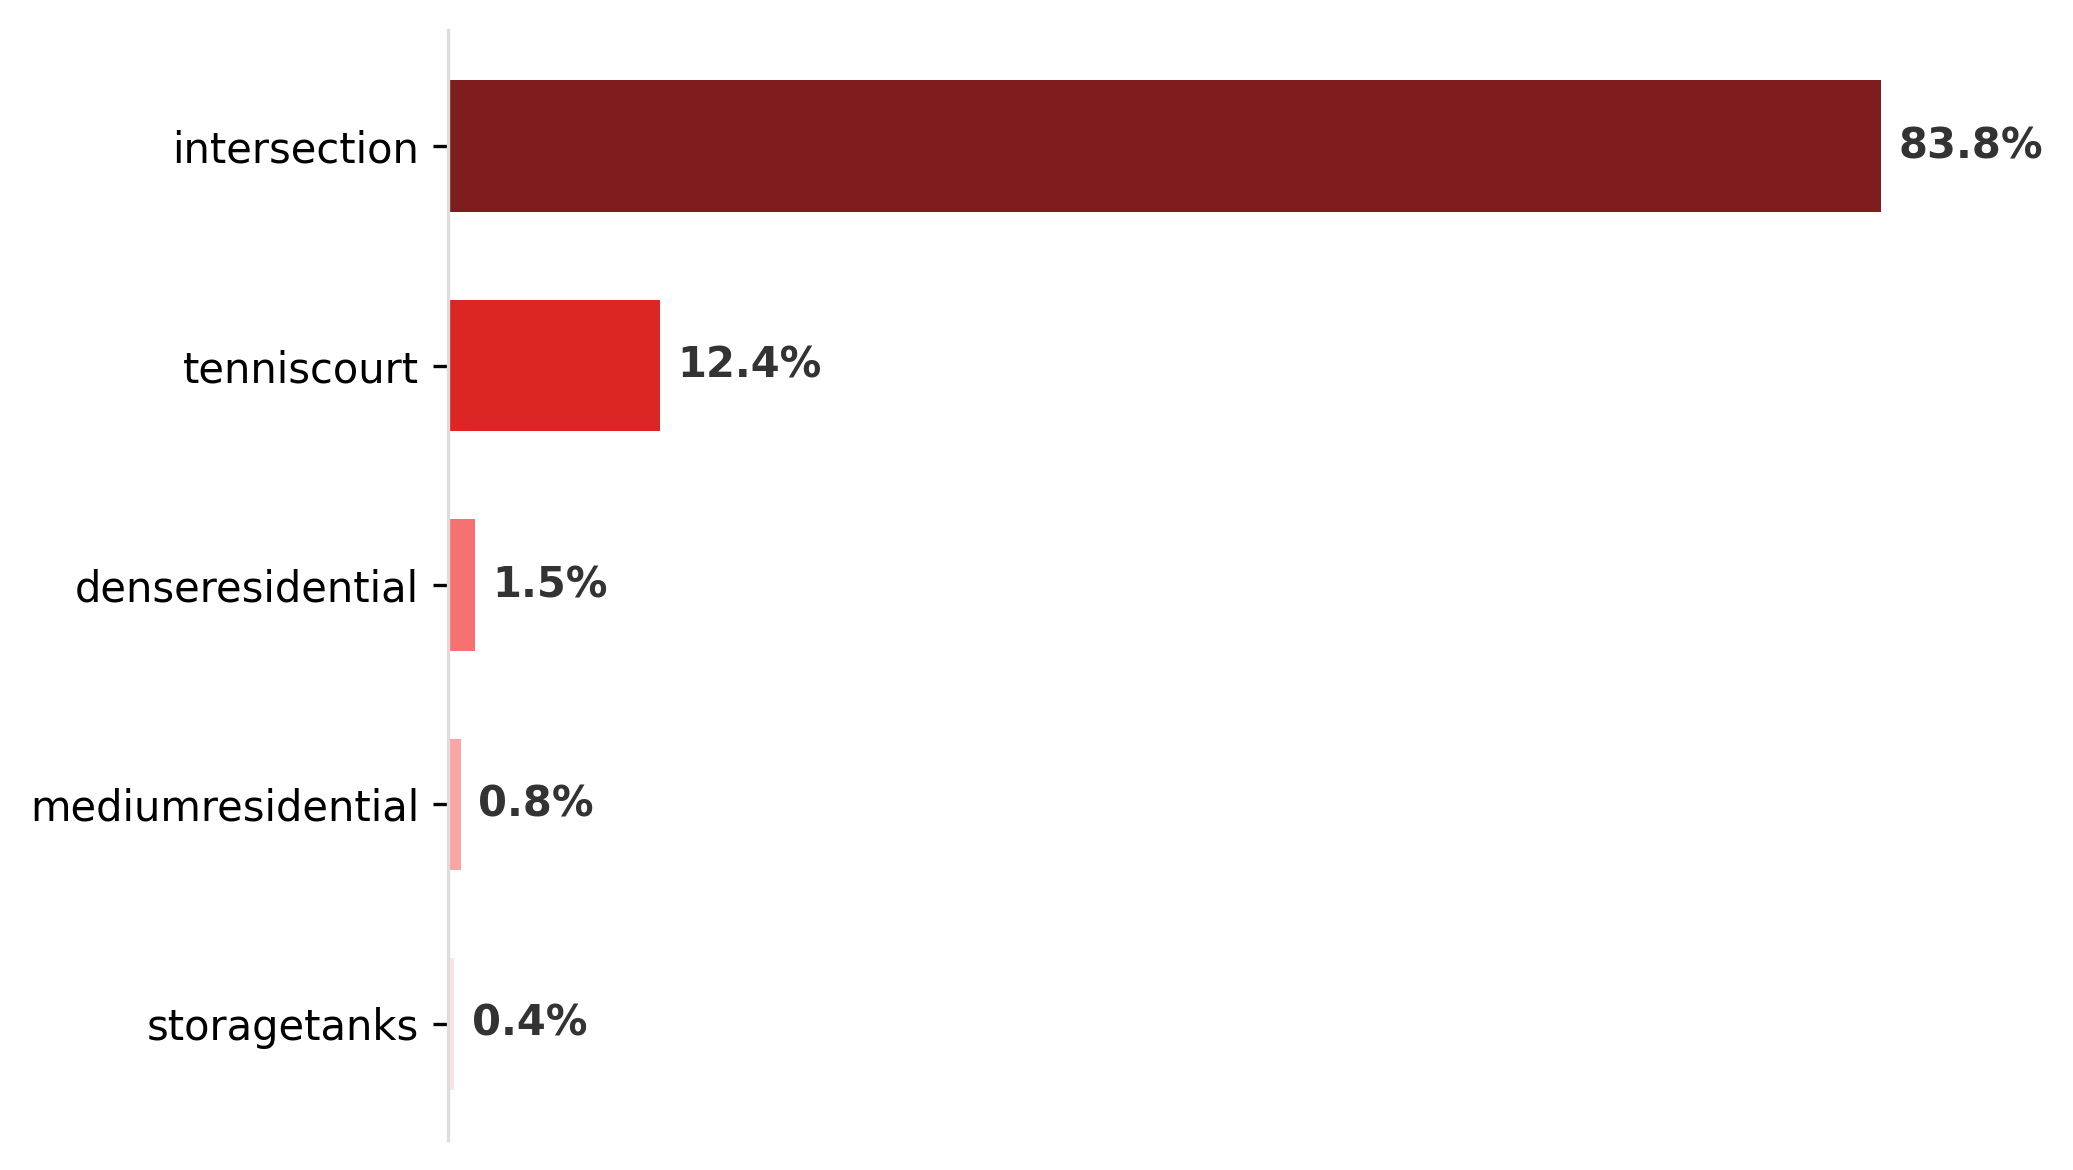 intersection 83.8%
tenniscourt 12.4%
denseresidential 1.5%
mediumresidential 0.8%
storagetanks 0.4%